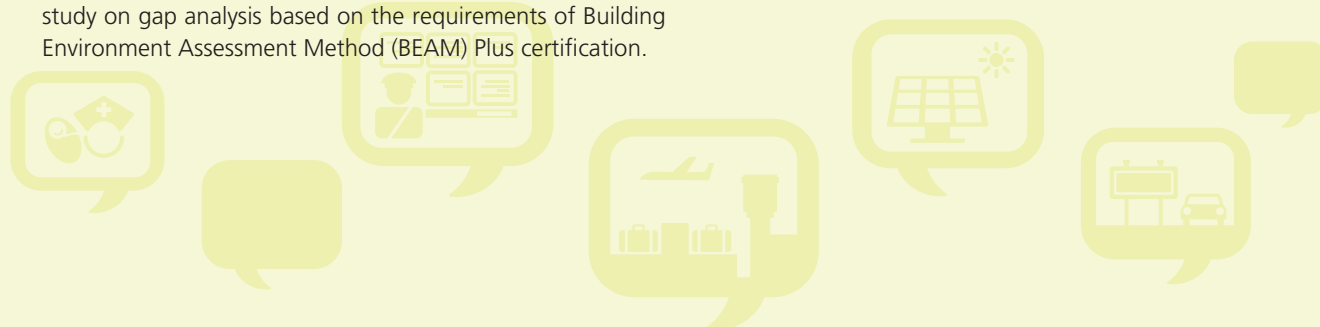 study on gap analysis based on the requirements of Building
Environment Assessment Method (BEAM) Plus certification.